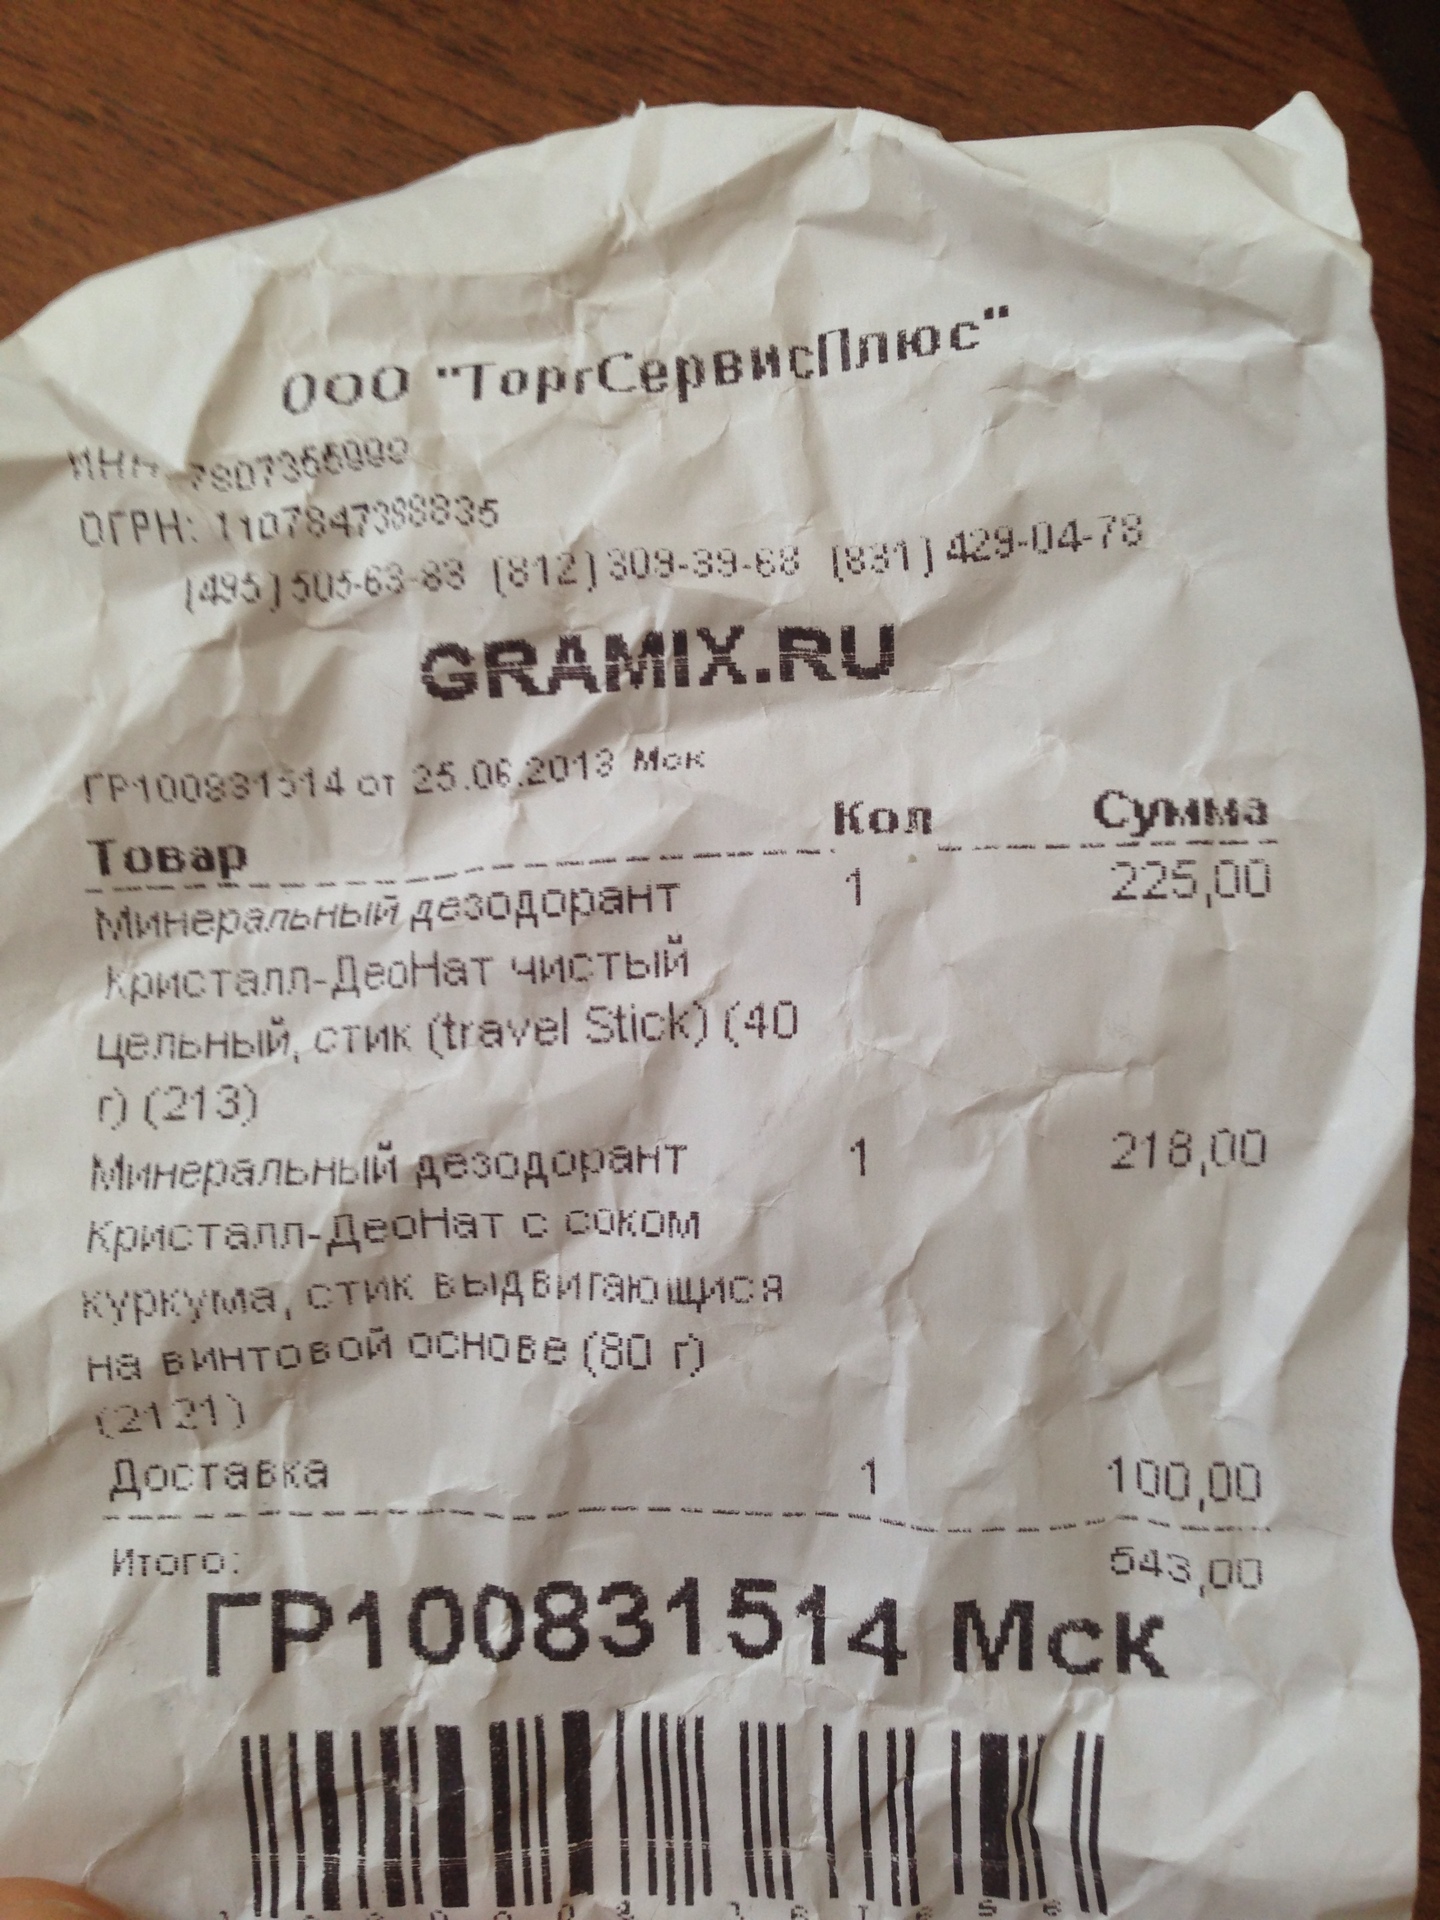 ООО "ТоргСервисПлюс"
ИНН:
ОГРН: 1107847388835
(495)505-63-83 (812)309-39-68 (831)429-04-78
GRAMIX.RU
ГР100831514 от 25.06.2013 Мск
Товар Кол Сумма
Минеральный дезодорант 1 225,00
Кристалл-ДеоНат чистый
цельный, стик (travel Stick) (40
г) (213)
Минеральный дезодорант 1 218,00
Кристалл-ДеоНат с соком
куркума, стик выдвигающися
на винтовой основе (80 г)
(2121)
Доставка 1 100,00
Итого: 543,00
ГР100831514 Мск